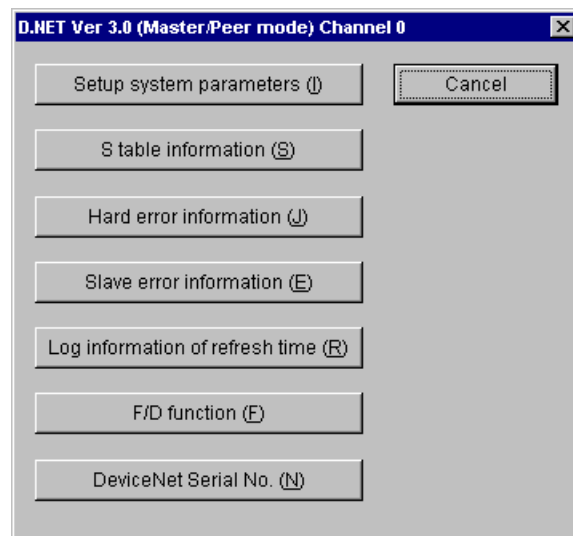 D.NET Ver 3.0 (Master/Peer mode) Channel 0
Setup system parameters (I)
Cancel
S table information (S)
Hard error information (J)
Slave error information (E)
Log information of refresh time (R)
F/D function (F)
DeviceNet Serial No. (N)